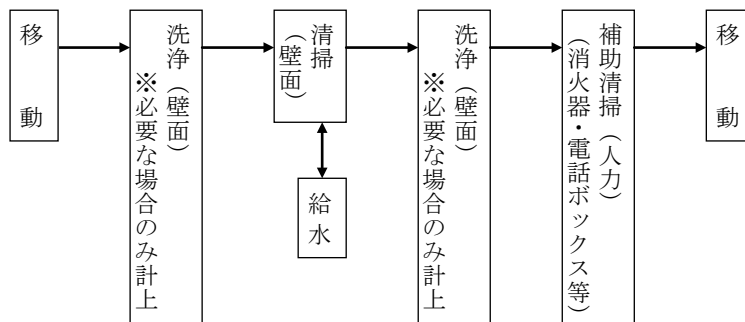 移動
洗浄（壁面）
※必要な場合のみ計上
清掃
（壁面）
給水
洗浄（壁面）
※必要な場合のみ計上
補助清掃（人力）
（消火器・電話ボックス等）
移動